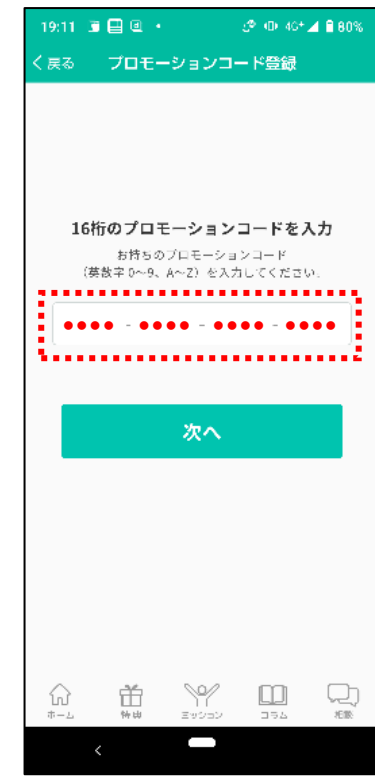 19:11 4G+ 80%
戻る プロモーションコード登録
16桁のプロモーションコードを入力
お持ちのプロモーションコード
(英数字0～9、A～Z) を入力してください。
●●●● - ●●●● - ●●●● - ●●●●
次へ
ホーム 特典 ミッション コラム 相談